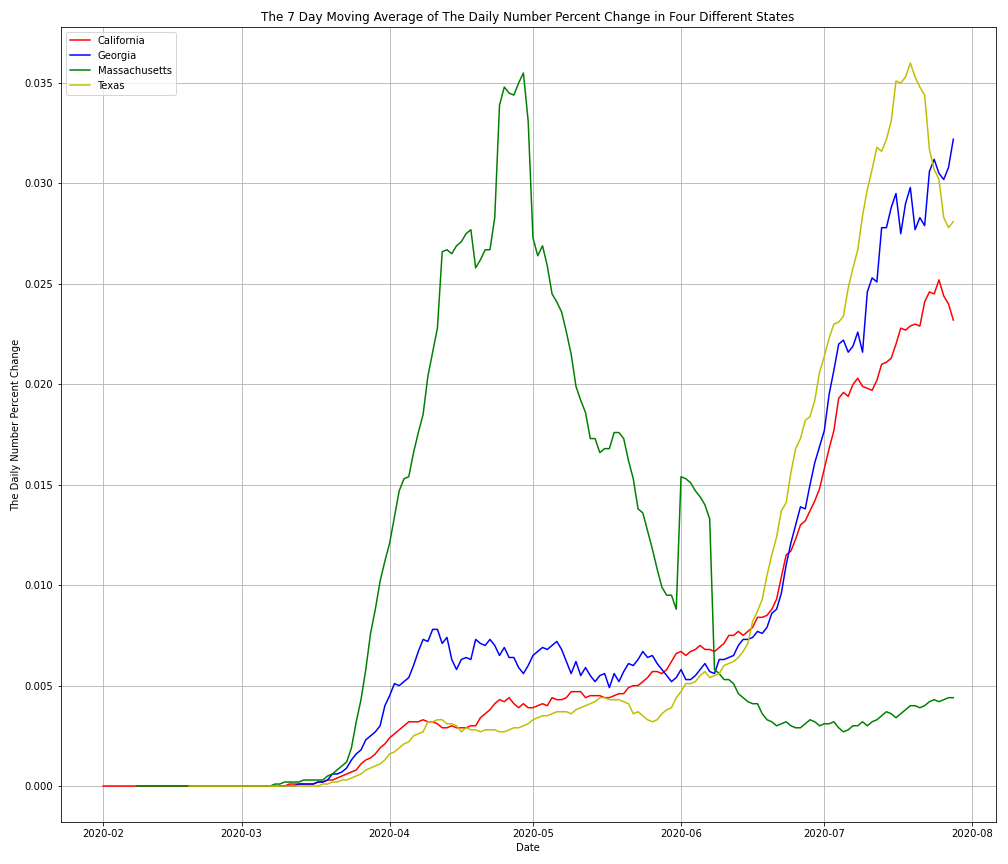 The 7 Day Moving Average of The Daily Number Percent Change in Four Different States
California
Georgia
Massachusetts
Texas
The Daily Number Percent Change
0.035
0.030
0.025
0.020
0.015
0.010
0.005
0.000
2020-02
2020-03
2020-04
2020-05
2020-06
2020-07
2020-08
Date